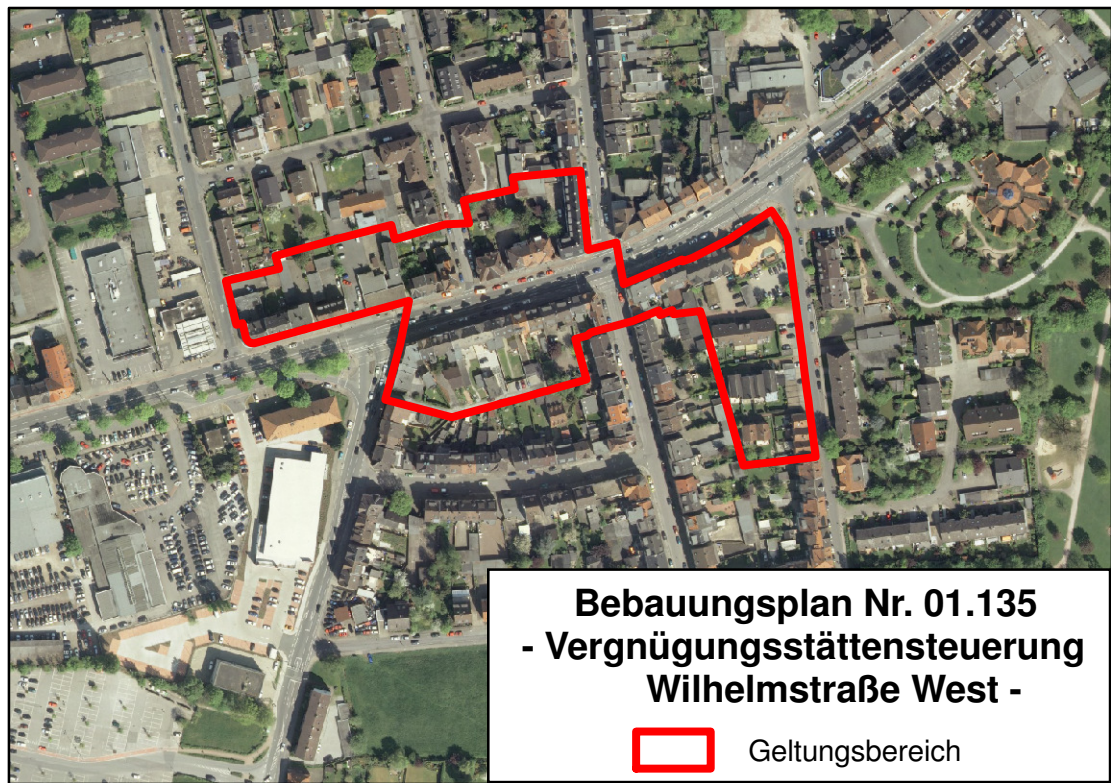 Bebauungsplan Nr. 01.135
- Vergnügungsstättensteuerung
Wilhelmstraße West -
Geltungsbereich